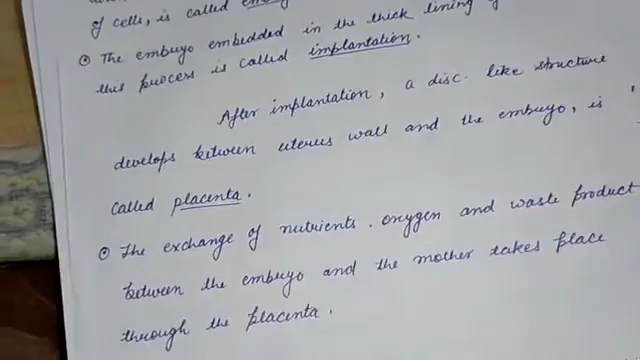 of cells, is called
⊙ The embryo embedded in the thick lining of
this process is called implantation.
After implantation, a disc- like structure
develops between uterus wall and the embryo, is
called placenta.
⊙ The exchange of nutrients, oxygen and waste product
between the embryo and the mother takes place
through the placenta.